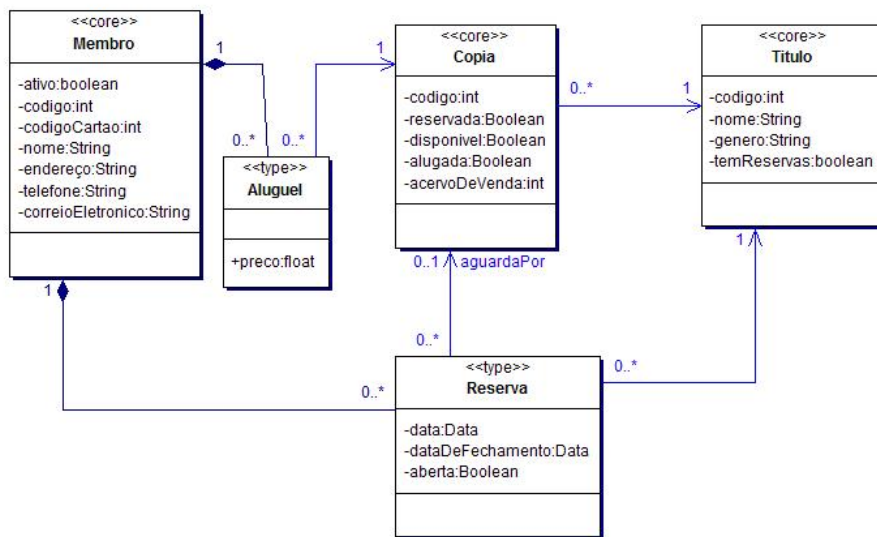 <<core>>
Membro
-ativo:boolean
-codigo:int
-codigoCartao:int
-nome:String
-endereço:String
-telefone:String
-correioEletronico:String
1
0..*
<<type>>
Aluguel
+preco:float
0..*
1
<<core>>
Copia
-codigo:int
-reservada:Boolean
-disponivel:Boolean
-alugada:Boolean
-acervoDeVenda:int
0..*
1
<<core>>
Titulo
-codigo:int
-nome:String
-genero:String
-temReservas:boolean
1
0..*
0..1
aguardaPor
0..*
1
0..*
<<type>>
Reserva
-data:Data
-dataDeFechamento:Data
-aberta:Boolean